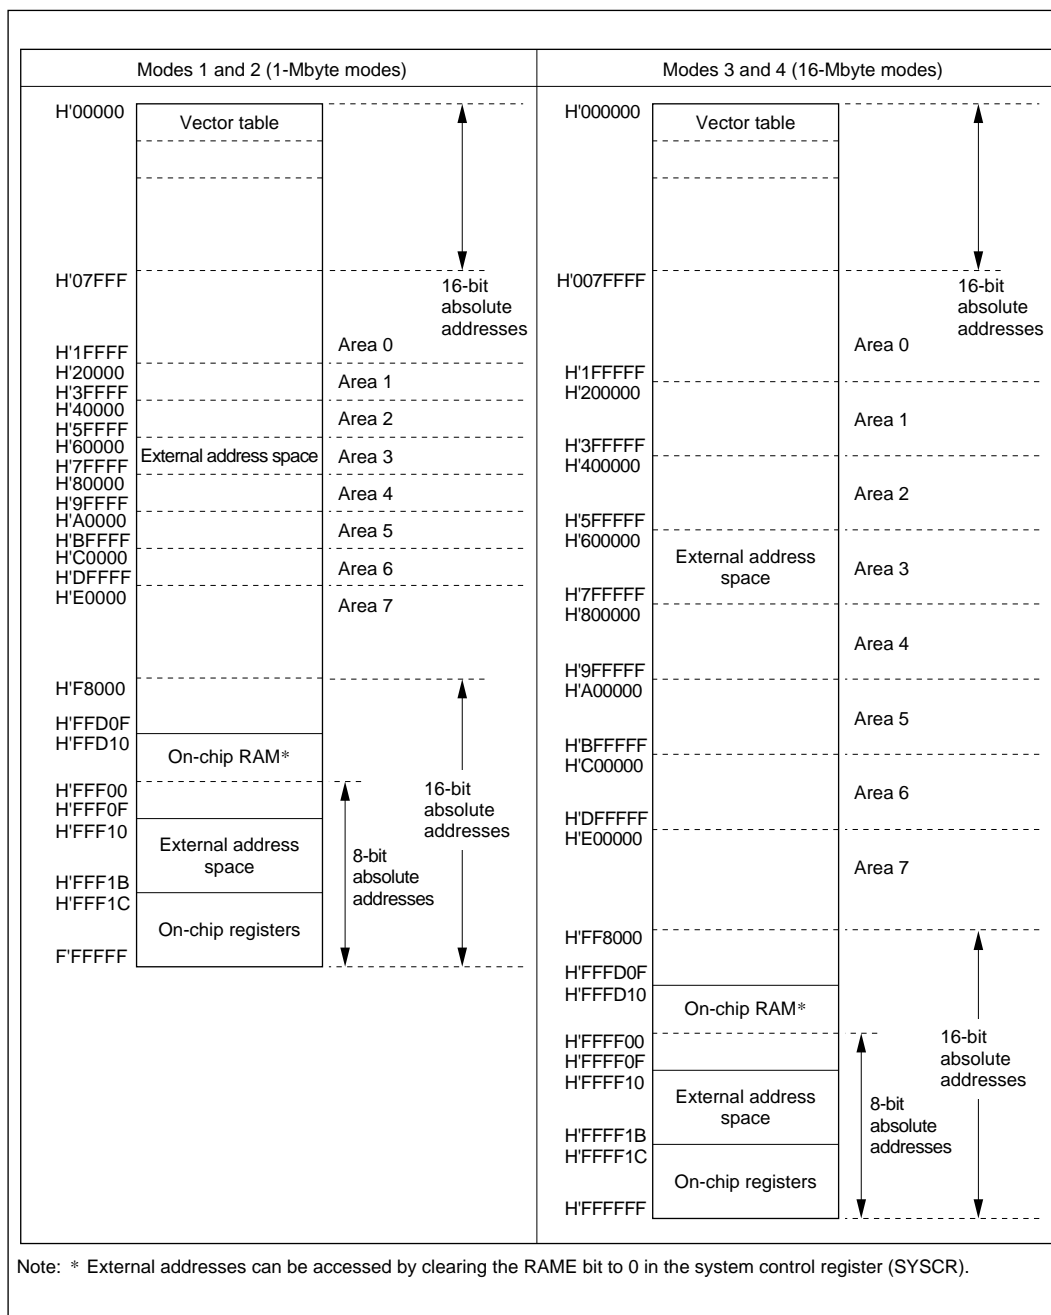 Modes 1 and 2 (1-Mbyte modes)
H'00000
Vector table
H'07FFF
16-bit
absolute
addresses
Area 0
H'1FFFF
H'20000
Area 1
H'3FFFF
H'40000
Area 2
H'5FFFF
H'60000
External address space
Area 3
H'7FFFF
H'80000
Area 4
H'9FFFF
H'A0000
Area 5
H'BFFFF
H'C0000
Area 6
H'DFFFF
H'E0000
Area 7
H'F8000
H'FFD0F
H'FFD10
On-chip RAM*
H'FFF00
16-bit
absolute
addresses
H'FFF0F
H'FFF10
External address
space
8-bit
absolute
addresses
H'FFF1B
H'FFF1C
On-chip registers
F'FFFFF
Modes 3 and 4 (16-Mbyte modes)
H'000000
Vector table
H'007FFFF
16-bit
absolute
addresses
Area 0
H'1FFFFF
H'200000
Area 1
H'3FFFFF
H'400000
Area 2
H'5FFFFF
H'600000
External address
space
Area 3
H'7FFFFF
H'800000
Area 4
H'9FFFFF
H'A00000
Area 5
H'BFFFFF
H'C00000
Area 6
H'DFFFFF
H'E00000
Area 7
H'FF8000
H'FFFD0F
H'FFFD10
On-chip RAM*
H'FFFF00
16-bit
absolute
addresses
H'FFFF0F
H'FFFF10
External address
space
8-bit
absolute
addresses
H'FFFF1B
H'FFFF1C
On-chip registers
H'FFFFFF
Note: * External addresses can be accessed by clearing the RAME bit to 0 in the system control register (SYSCR).